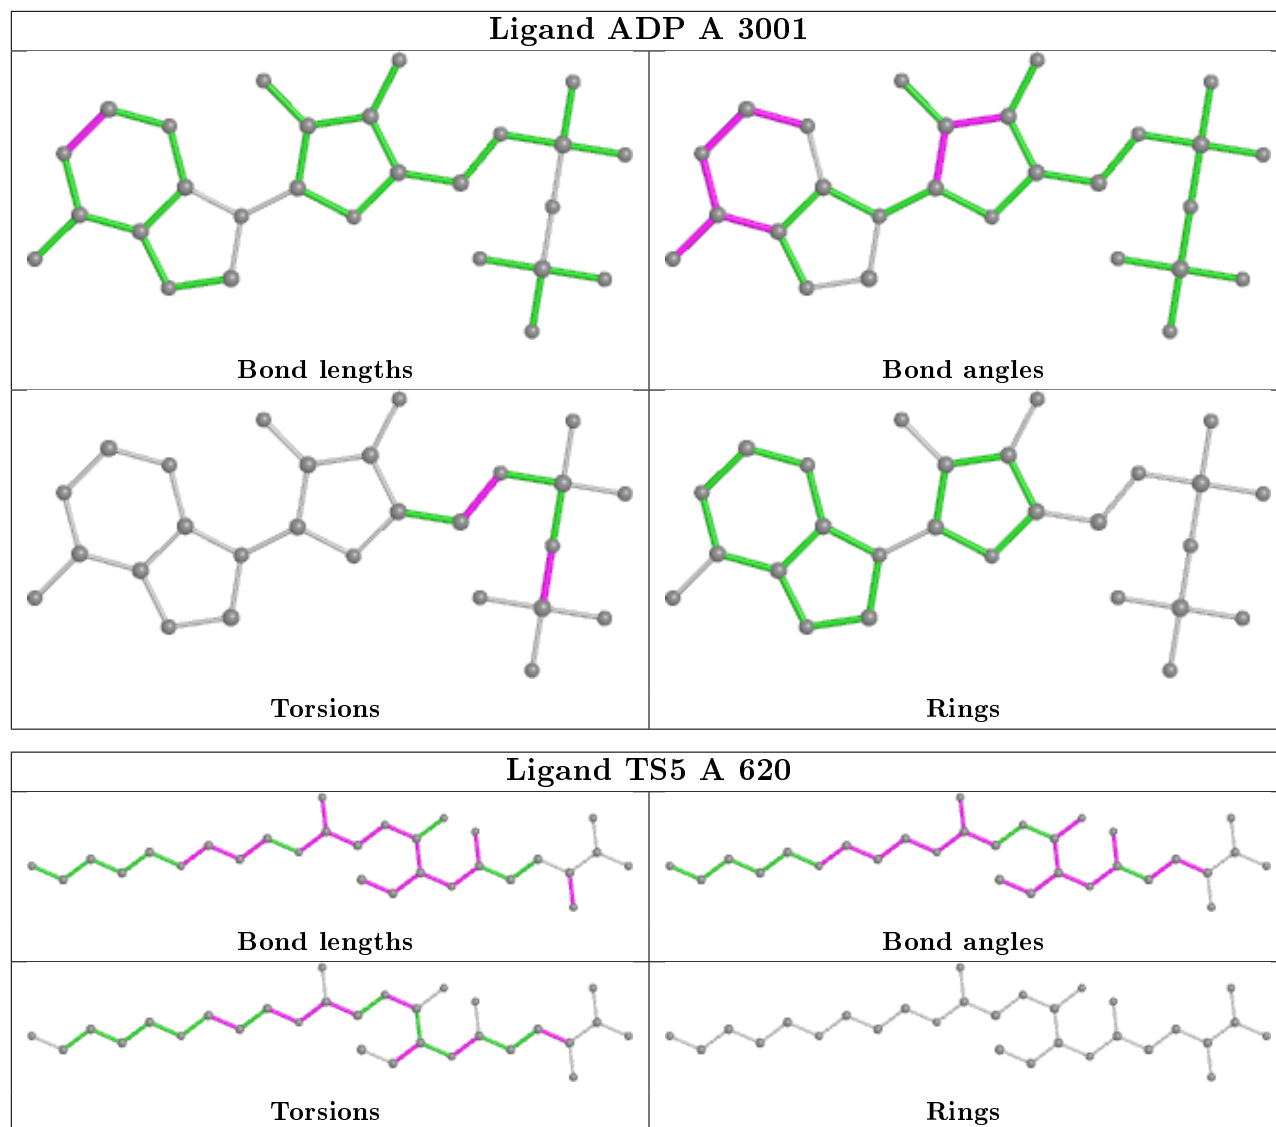 Ligand ADP A 3001
Bond lengths
Bond angles
Torsions
Rings
Ligand TS5 A 620
Bond lengths
Bond angles
Torsions
Rings